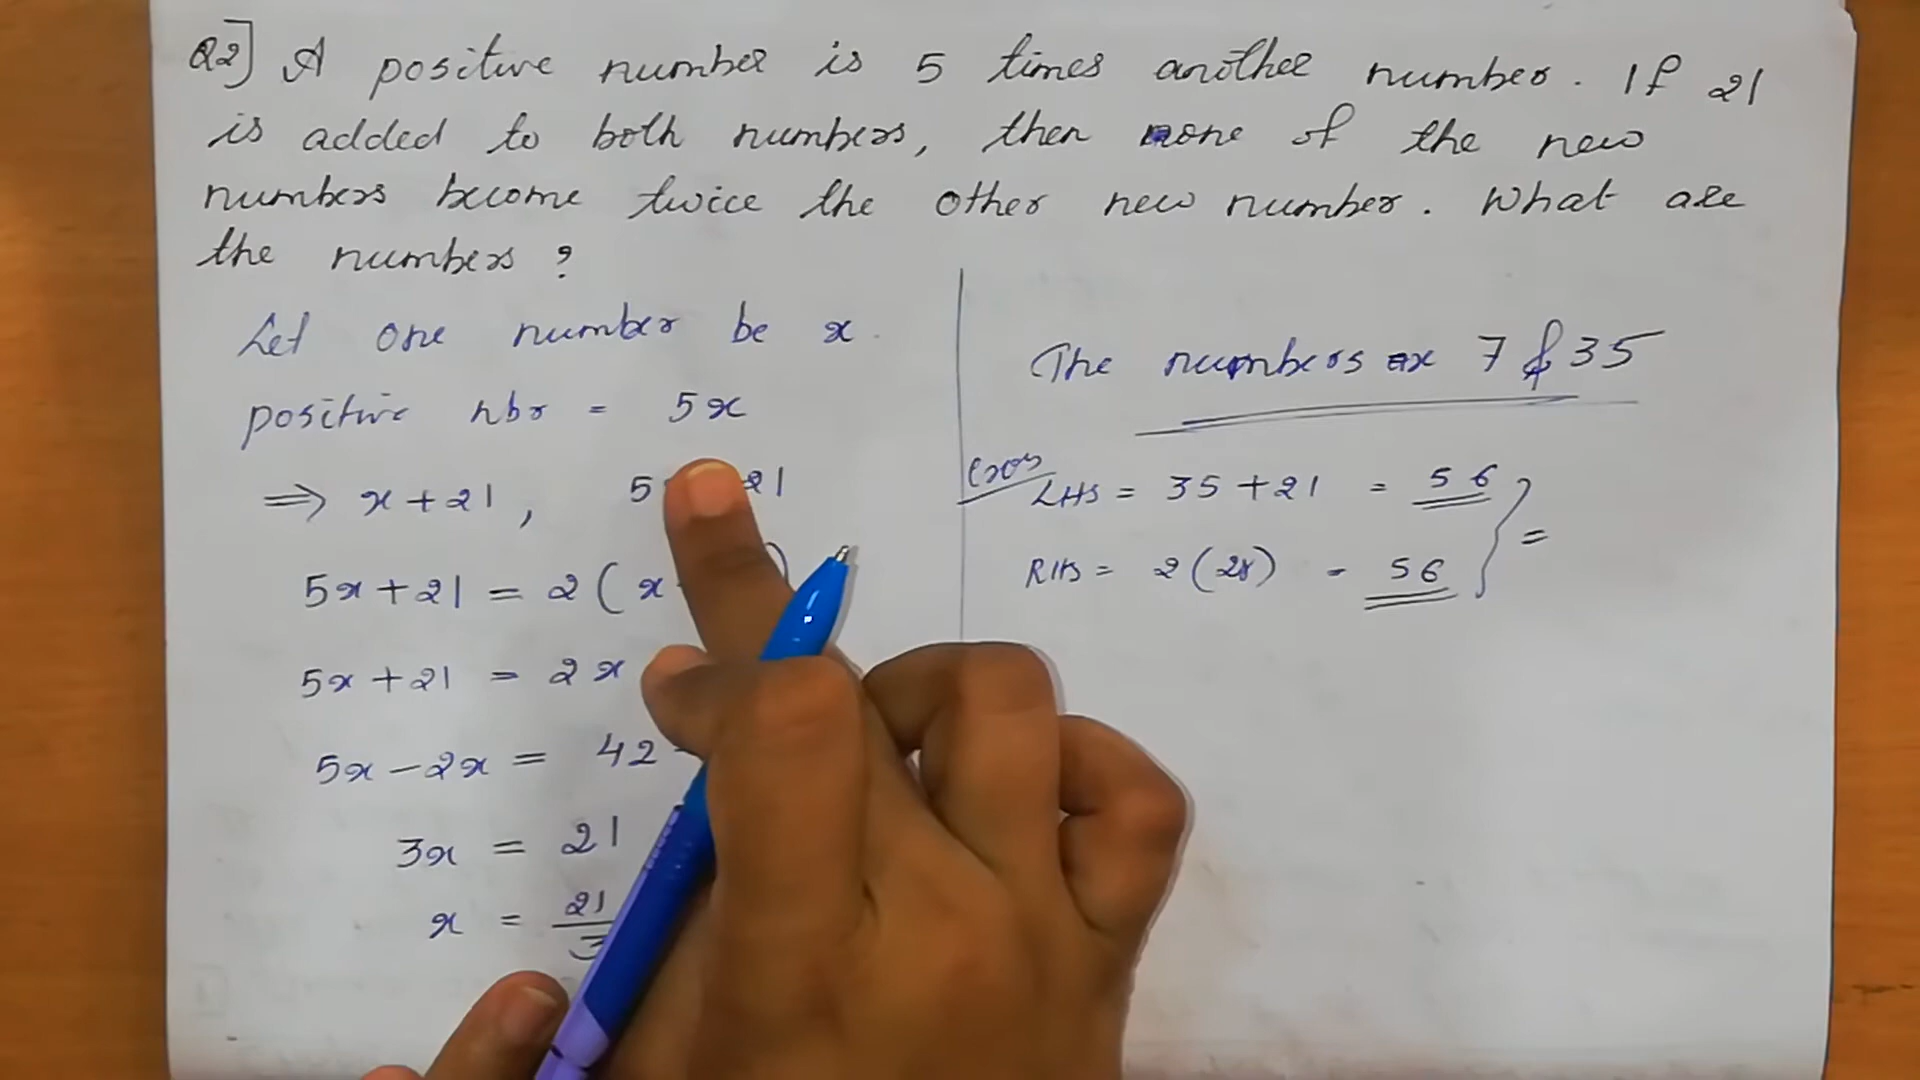 Q2] A positive number is 5 times another number. If 21
is added to both numbers, then one of the new
numbers become twice the other new number. What are
the numbers ?
Let one number be x.
positive nbr = 5x
⇒ x + 21 , 5 21
5x + 21 = 2 ( x )
5x + 21 = 2x
5x - 2x = 42 -
3x = 21
x = 21/3
The numbers are 7 & 35
LHS = 35 + 21 = 56
RHS = 2 (28) = 56 } =